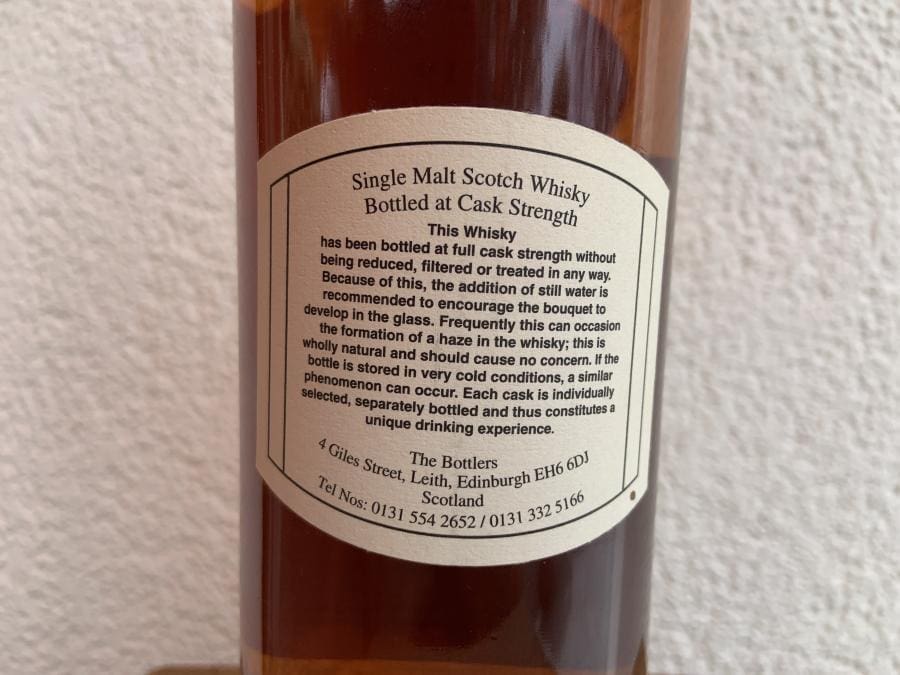 Single Malt Scotch Whisky
Bottled at Cask Strength
This Whisky
has been bottled at full cask strength without
being reduced, filtered or treated in any way.
Because of this, the addition of still water is
recommended to encourage the bouquet to
develop in the glass. Frequently this can occasion
the formation of a haze in the whisky; this is
wholly natural and should cause no concern. If the
bottle is stored in very cold conditions, a similar
phenomenon can occur. Each cask is individually
selected, separately bottled and thus constitutes a
unique drinking experience.
The Bottlers
4 Giles Street, Leith, Edinburgh EH6 6DJ
Scotland
Tel Nos: 0131 554 2652 / 0131 332 5166